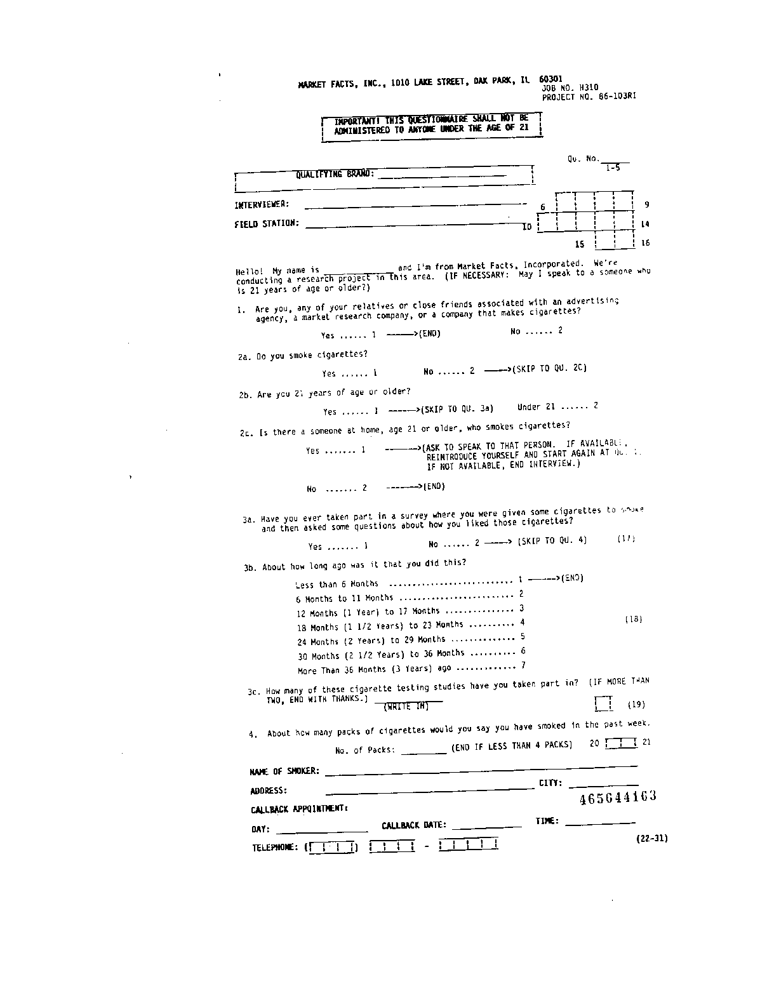 MARKET FACTS, INC., 1010 LAKE STREET, OAK PARK, IL 60301
JOB NO. H310
PROJECT NO. 86-103RI
IMPORTANT! THIS QUESTIONNAIRE SHALL NOT BE
ADMINISTERED TO ANYONE UNDER THE AGE OF 21
Qu. No. ______
1-5
QUALIFYING BRAND: ______
INTERVIEWER: ______ 6 9
FIELD STATION: ______ 10 14
15 16
Hello! My name is ______ and I'm from Market Facts, Incorporated. We're
conducting a research project in this area. (IF NECESSARY: May I speak to a someone who
is 21 years of age or older?)
1. Are you, any of your relatives or close friends associated with an advertising
agency, a market research company, or a company that makes cigarettes?
Yes ...... 1 ------>(END) No ...... 2
2a. Do you smoke cigarettes?
Yes ...... 1 No ...... 2 ----->(SKIP TO QU. 2C)
2b. Are you 21 years of age or older?
Yes ...... 1 ------>(SKIP TO QU. 3a) Under 21 ...... 2
2c. Is there a someone at home, age 21 or older, who smokes cigarettes?
Yes ....... 1 ------->(ASK TO SPEAK TO THAT PERSON. IF AVAILABLE,
REINTRODUCE YOURSELF AND START AGAIN AT
IF NOT AVAILABLE, END INTERVIEW.)
No ....... 2 ------->(END)
3a. Have you ever taken part in a survey where you were given some cigarettes to smoke
and then asked some questions about how you liked those cigarettes?
Yes ....... 1 No ...... 2 -----> (SKIP TO QU. 4) (17)
3b. About how long ago was it that you did this?
Less than 6 Months .......................... 1 ------>(END)
6 Months to 11 Months ........................ 2
12 Months (1 Year) to 17 Months ............... 3
18 Months (1 1/2 Years) to 23 Months .......... 4 (18)
24 Months (2 Years) to 29 Months .............. 5
30 Months (2 1/2 Years) to 36 Months .......... 6
More Than 36 Months (3 Years) ago ............. 7
3c. How many of these cigarette testing studies have you taken part in? (IF MORE THAN
TWO, END WITH THANKS.) ______ (19)
(WRITE IN)
4. About how many packs of cigarettes would you say you have smoked in the past week.
No. of Packs: ________ (END IF LESS THAN 4 PACKS) 20 21
NAME OF SMOKER: ______
ADDRESS: ______ CITY: ______
465644163
CALLBACK APPOINTMENT:
DAY: ______ CALLBACK DATE: ______ TIME: ______
TELEPHONE: ( ) - (22-31)